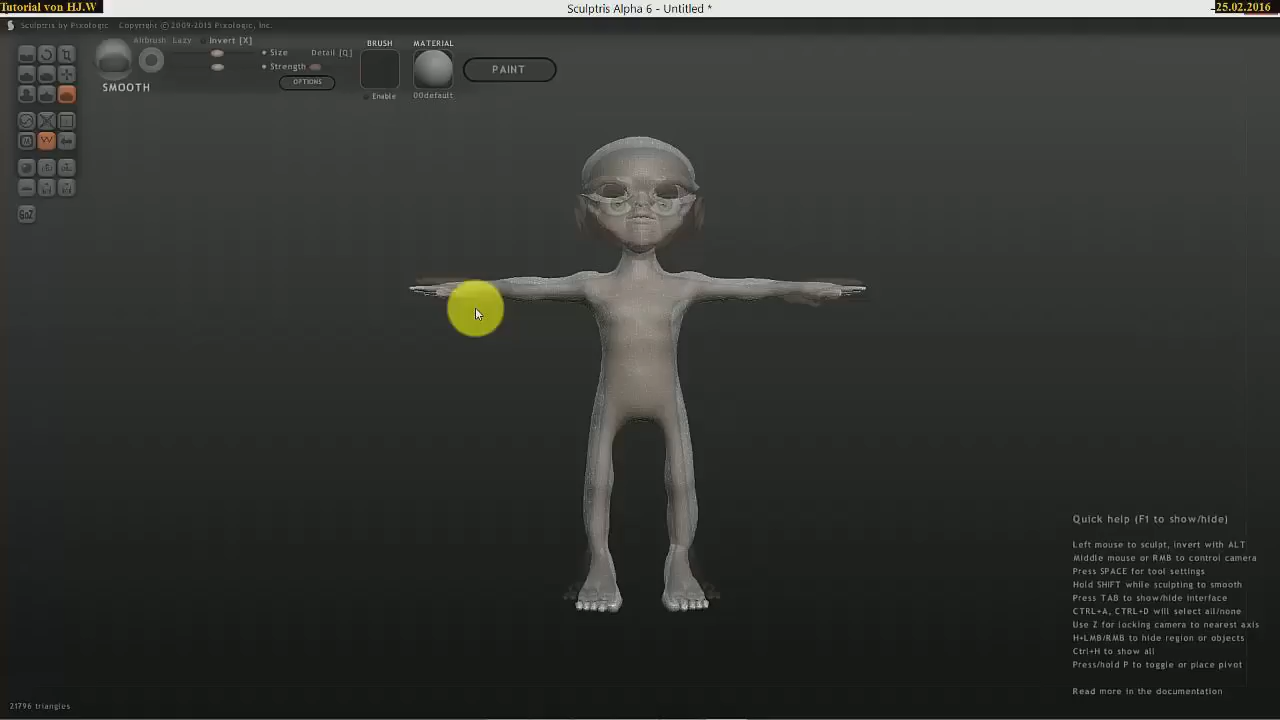 Tutorial von HJ.W
Sculptris Alpha 6 - Untitled *
25.02.2016
Sculptris by Pixologic Copyright © 2009-2015 Pixologic, Inc.
Airbrush Lazy Invert [X]
Size Detail [Q]
Strength
OPTIONS
SMOOTH
BRUSH
Enable
MATERIAL
00default
PAINT
GoZ
Quick help (F1 to show/hide)
Left mouse to sculpt, invert with ALT
Middle mouse or RMB to control camera
Press SPACE for tool settings
Hold SHIFT while sculpting to smooth
Press TAB to show/hide interface
CTRL+A, CTRL+D will select all/none
Use Z for locking camera to nearest axis
H+LMB/RMB to hide region or objects
Ctrl+H to show all
Press/hold P to toggle or place pivot
Read more in the documentation
21796 triangles